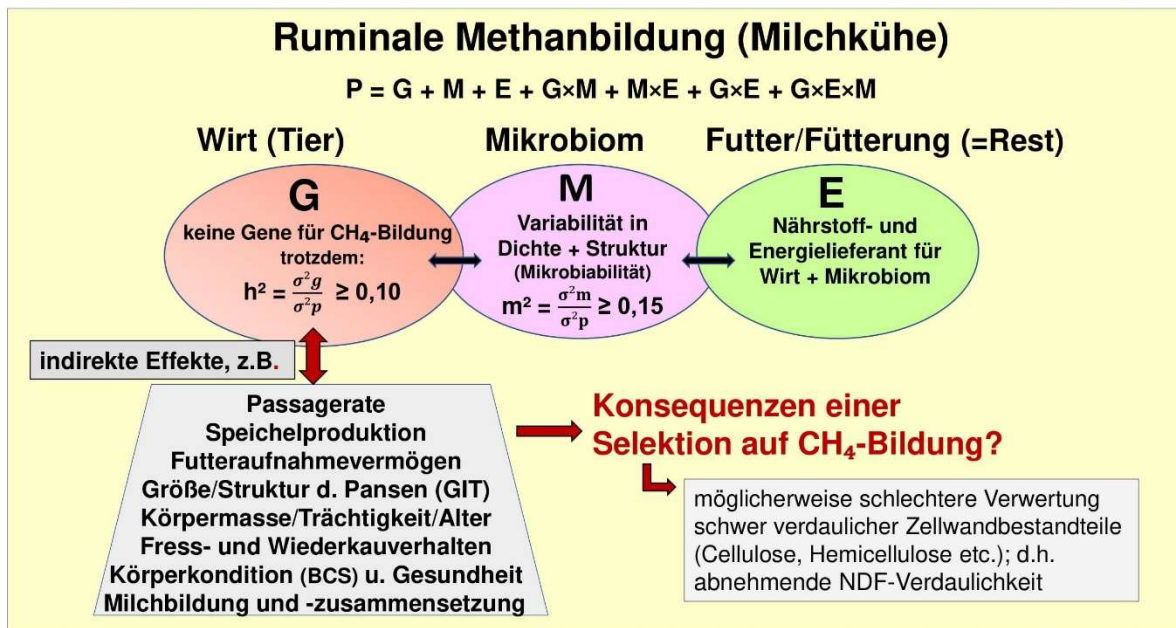 Ruminale Methanbildung (Milchkühe)
P = G + M + E + G×M + M×E + G×E + G×E×M
Wirt (Tier)
G
keine Gene für CH₄-Bildung
trotzdem:
h² = σ²g / σ²p ≥ 0,10
Mikrobiom
M
Variabilität in
Dichte + Struktur
(Mikrobiabilität)
m² = σ²m / σ²p ≥ 0,15
Futter/Fütterung (=Rest)
E
Nährstoff- und
Energielieferant für
Wirt + Mikrobiom
indirekte Effekte, z.B.
Passagerate
Speichelproduktion
Futteraufnahmevermögen
Größe/Struktur d. Pansen (GIT)
Körpermasse/Trächtigkeit/Alter
Fress- und Wiederkauverhalten
Körperkondition (BCS) u. Gesundheit
Milchbildung und -zusammensetzung
Konsequenzen einer
Selektion auf CH₄-Bildung?
möglicherweise schlechtere Verwertung
schwer verdaulicher Zellwandbestandteile
(Cellulose, Hemicellulose etc.); d.h.
abnehmende NDF-Verdaulichkeit